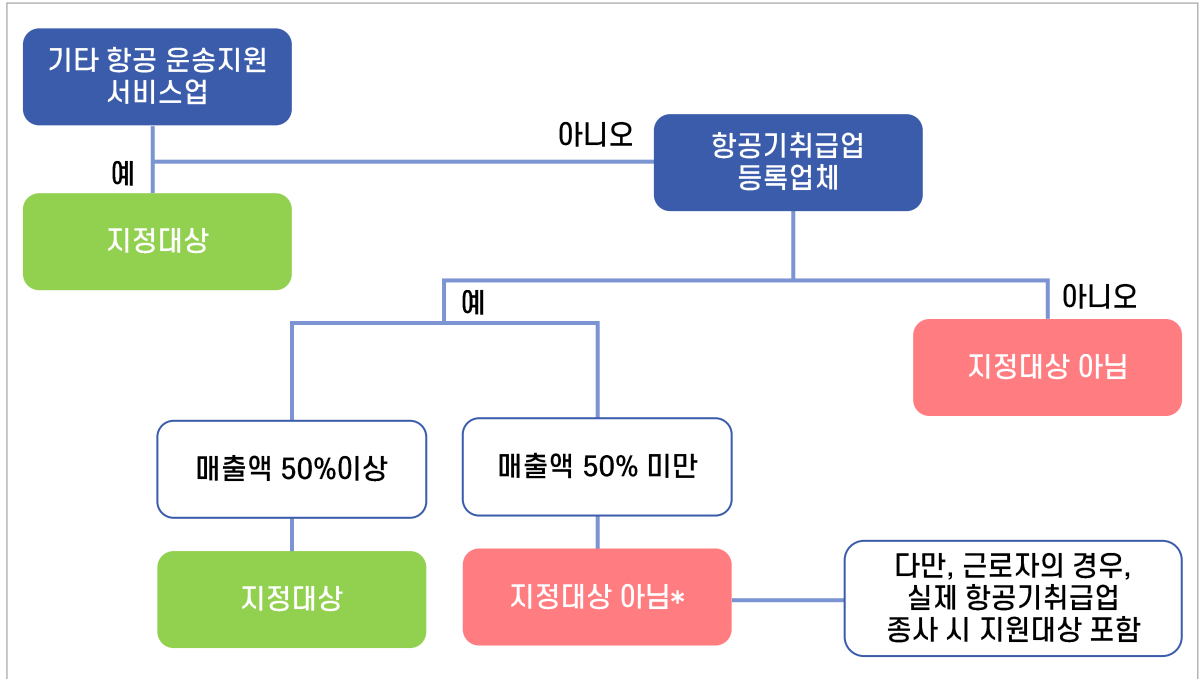 기타 항공 운송지원
서비스업
아니오
항공기취급업
등록업체
예
지정대상
예
아니오
지정대상 아님
매출액 50%이상
매출액 50% 미만
지정대상
지정대상 아님*
다만, 근로자의 경우,
실제 항공기취급업
종사 시 지원대상 포함